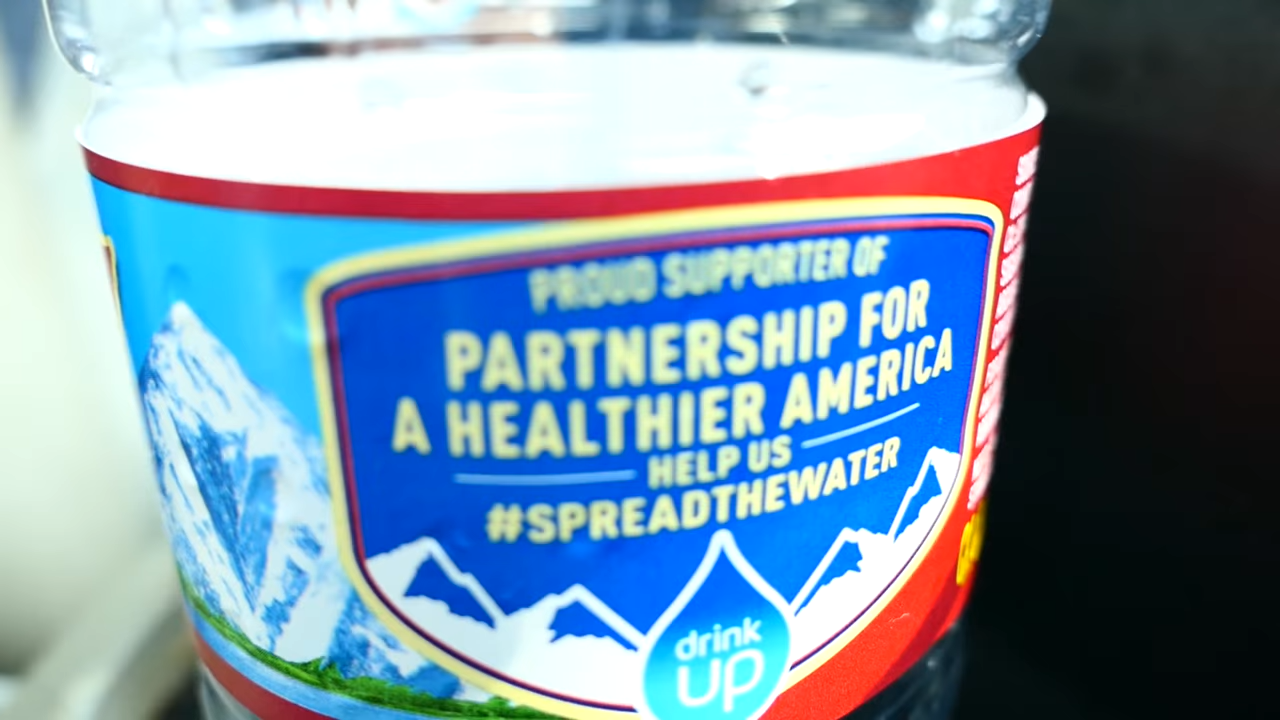 PROUD SUPPORTER OF
PARTNERSHIP FOR
A HEALTHIER AMERICA
HELP US
#SPREADTHEWATER
drink
UP